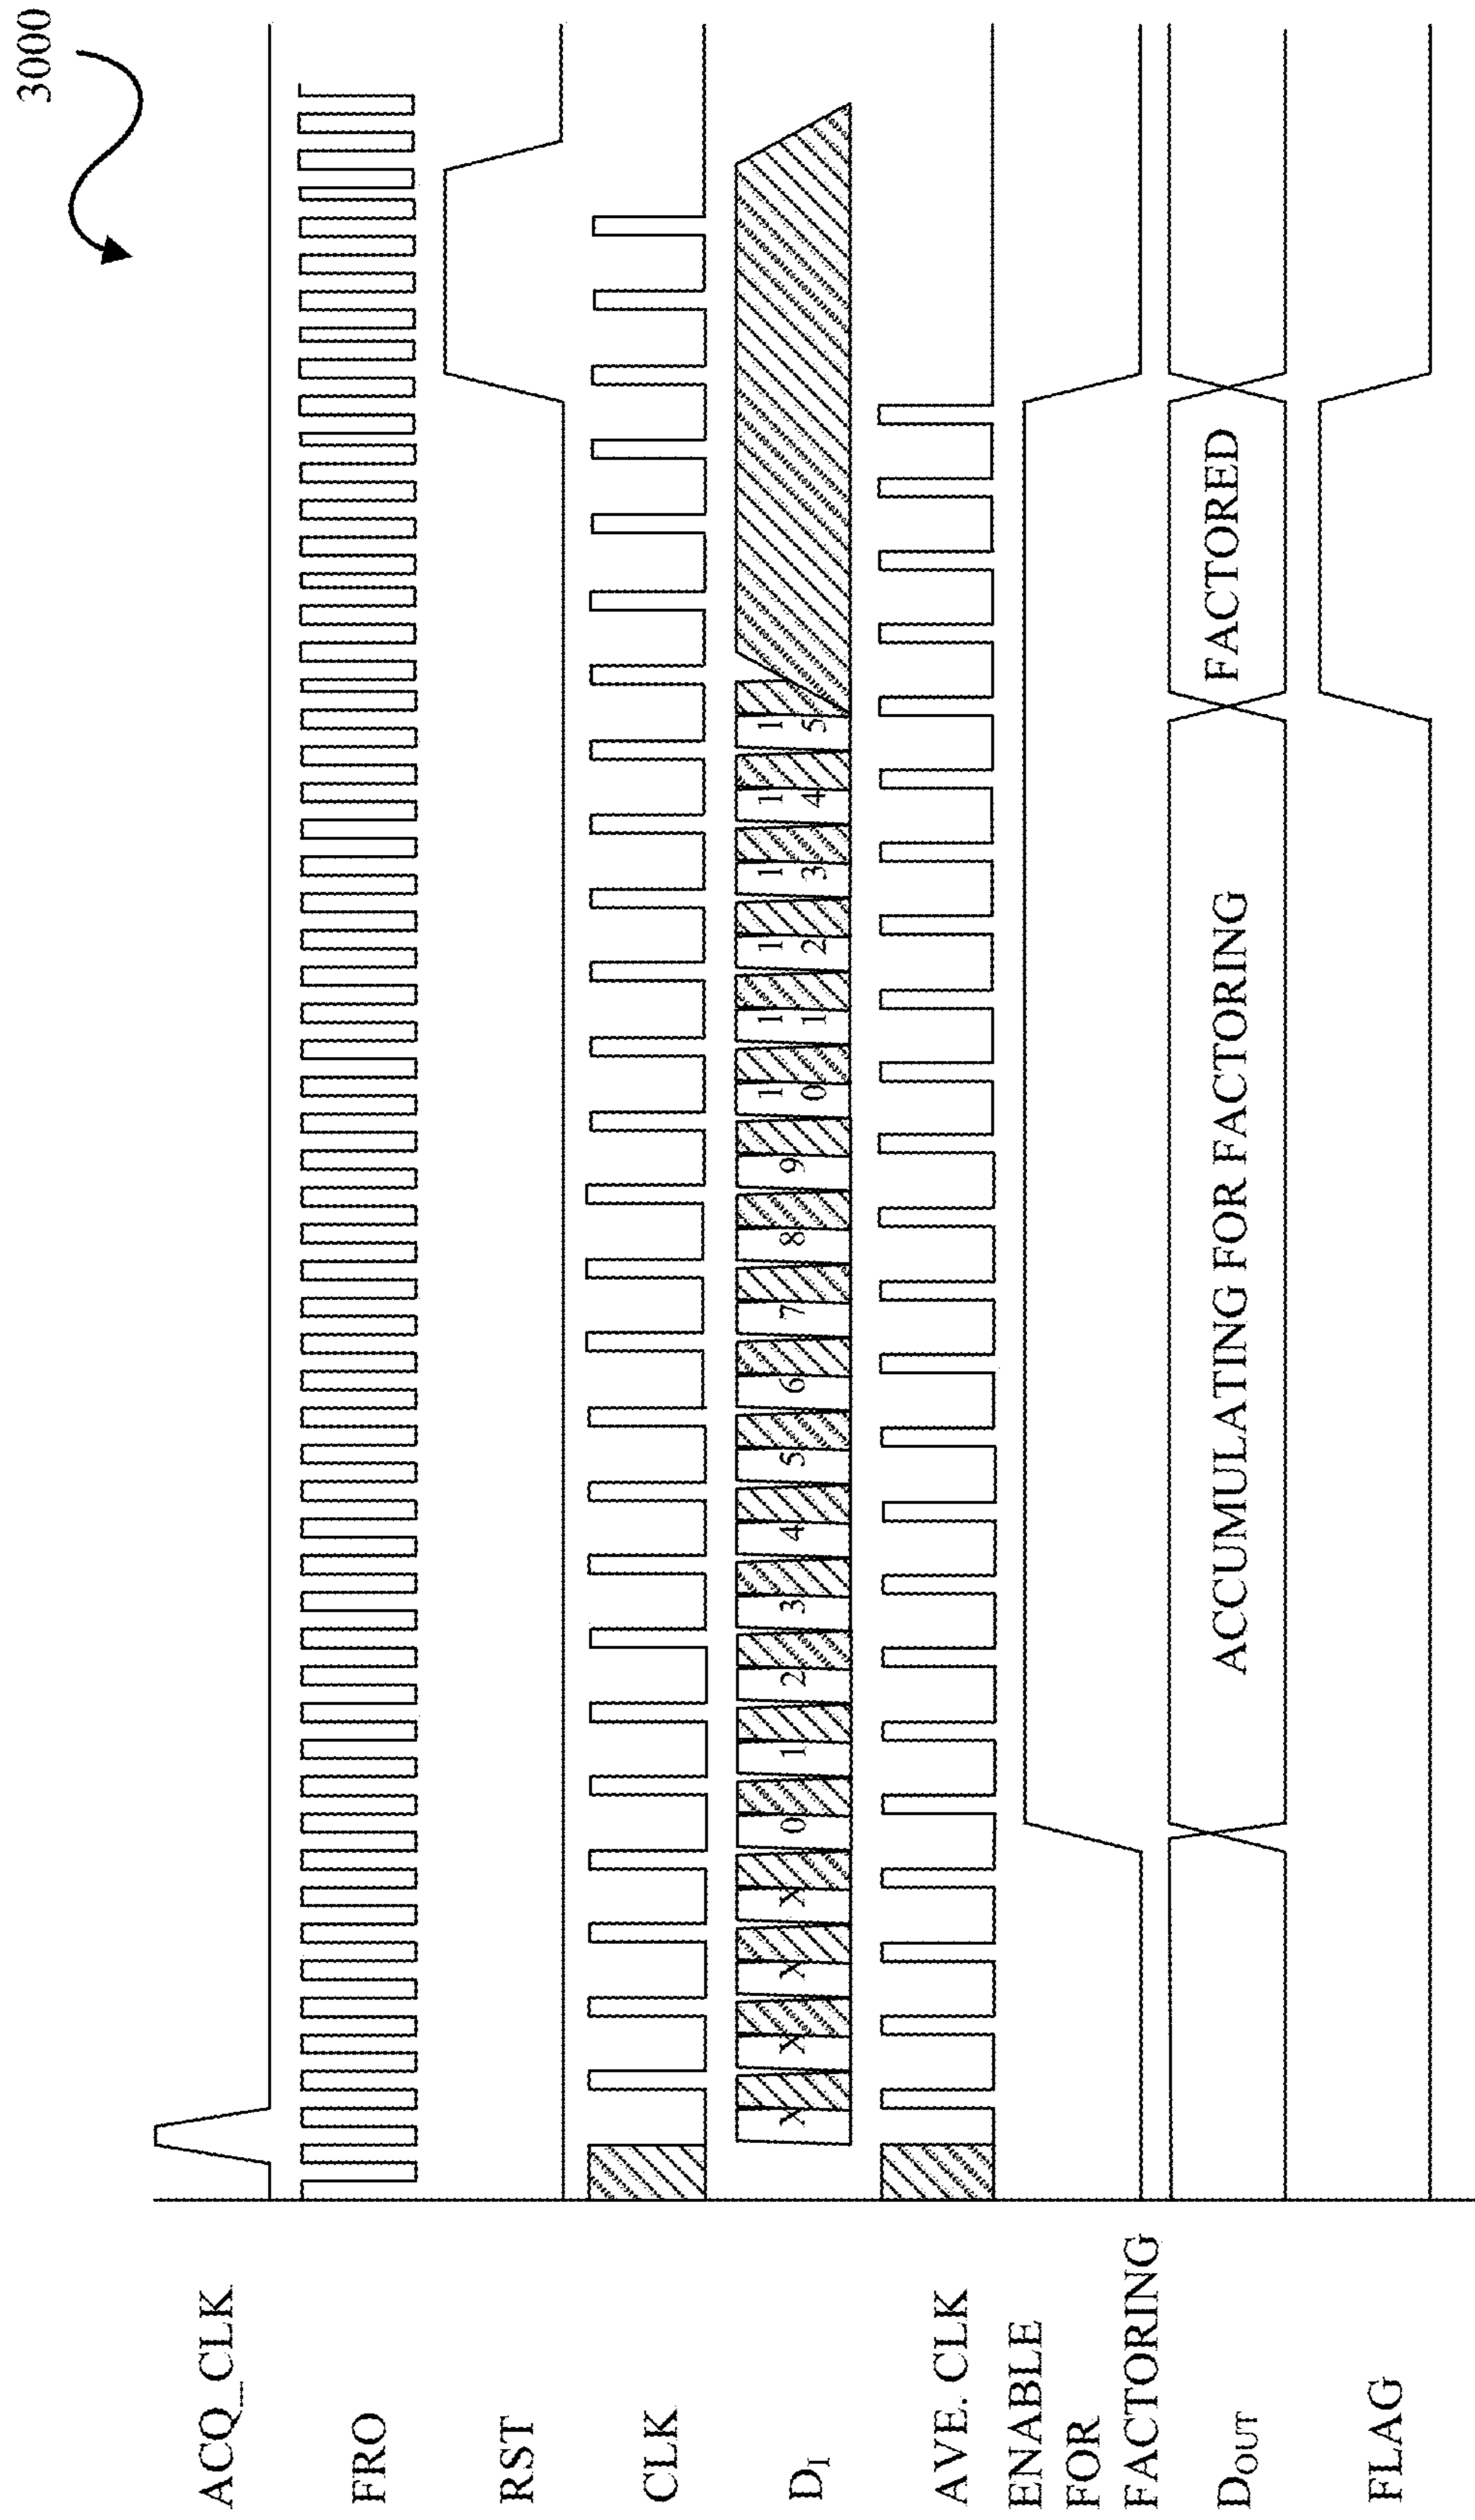 3000
ACQ_CLK
FRO
RST
CLK
DI
X X X X 0 1 2 3 4 5 6 7 8 9 10 11 12 13 14 15
AVE. CLK
ENABLE
FOR
FACTORING
DOUT
ACCUMULATING FOR FACTORING
FACTORED
FLAG